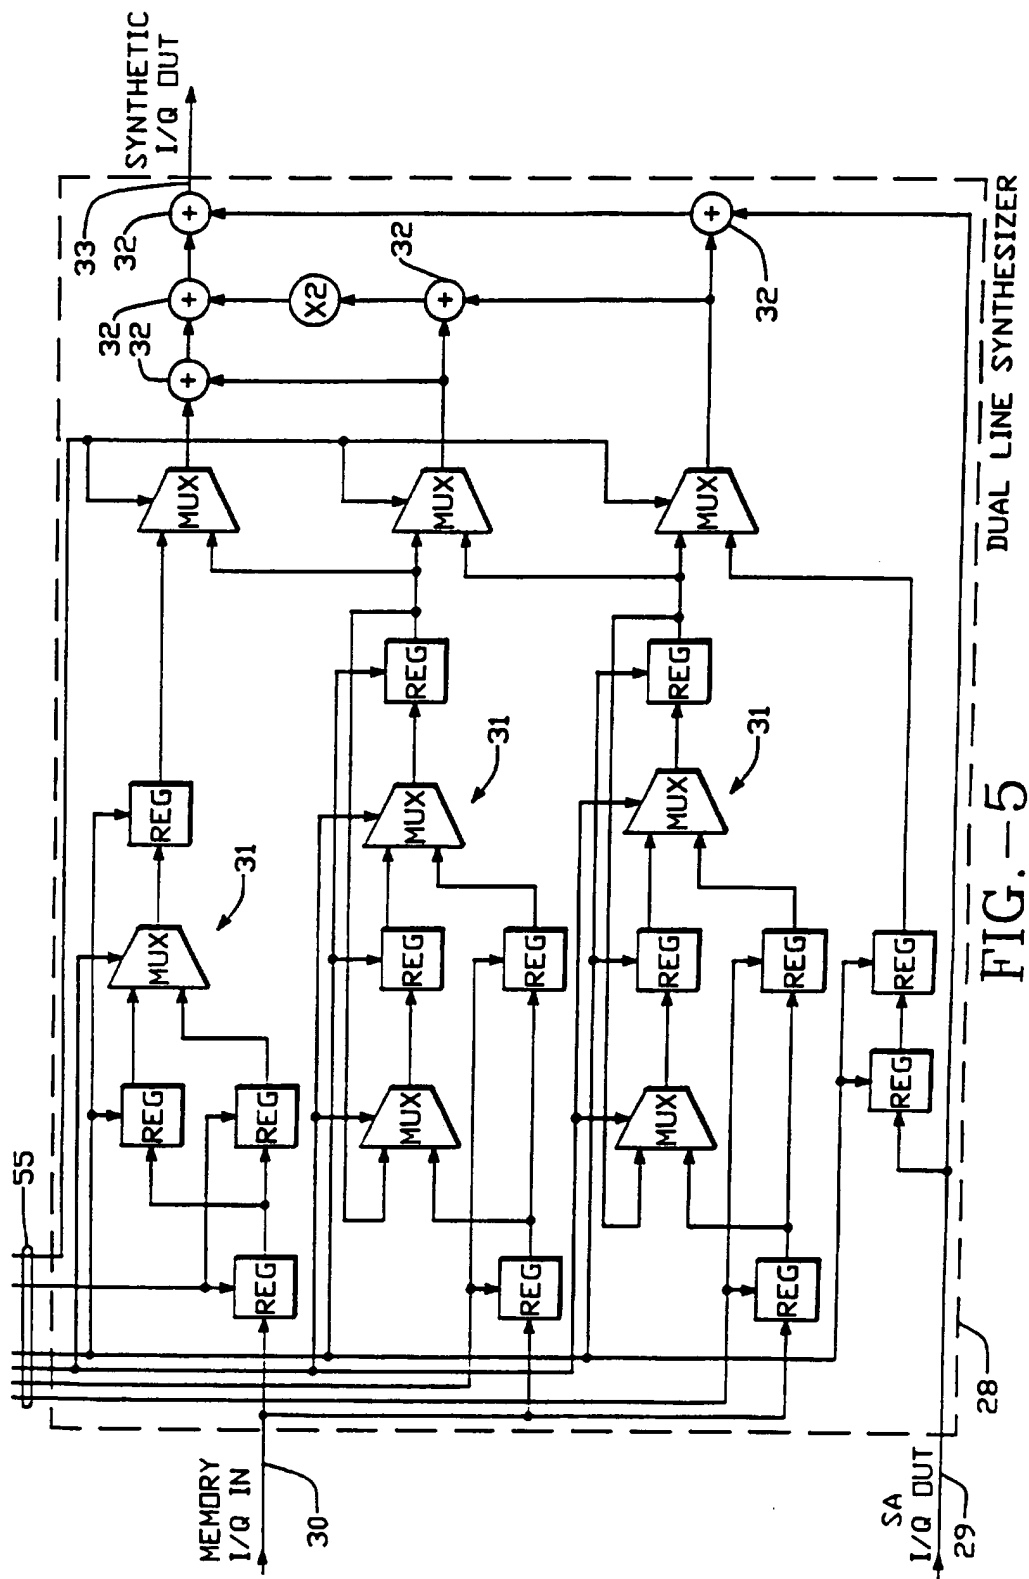 55
33
32
32
32
SYNTHETIC
I/Q OUT
REG
MUX
REG
MUX
MEMORY
I/Q IN
30
REG
REG
31
X2
32
MUX
REG
MUX
REG
MUX
31
REG
REG
MUX
REG
MUX
REG
MUX
31
32
REG
REG
SA
I/Q OUT
29
REG
REG
28
DUAL LINE SYNTHESIZER
FIG.-5